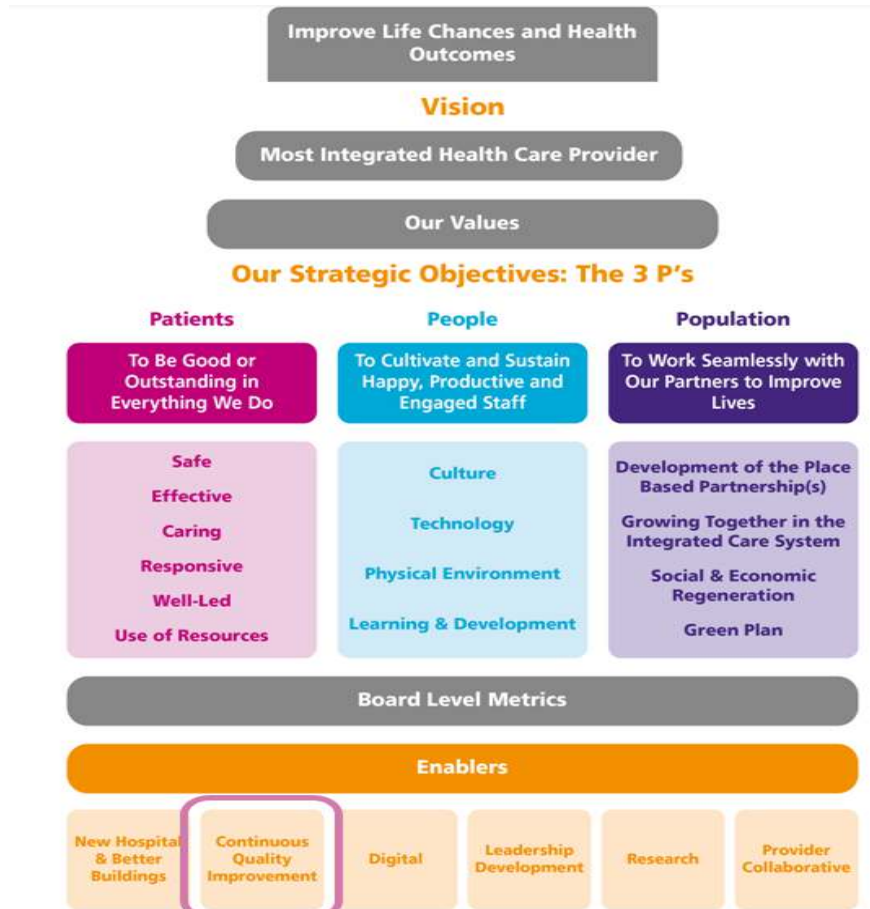 Improve Life Chances and Health
Outcomes
Vision
Most Integrated Health Care Provider
Our Values
Our Strategic Objectives: The 3 P's
Patients
To Be Good or
Outstanding in
Everything We Do
Safe
Effective
Caring
Responsive
Well-Led
Use of Resources
People
To Cultivate and Sustain
Happy, Productive and
Engaged Staff
Culture
Technology
Physical Environment
Learning & Development
Population
To Work Seamlessly with
Our Partners to Improve
Lives
Development of the Place
Based Partnership(s)
Growing Together in the
Integrated Care System
Social & Economic
Regeneration
Green Plan
Board Level Metrics
Enablers
New Hospital
& Better
Buildings
Continuous
Quality
Improvement
Digital
Leadership
Development
Research
Provider
Collaborative